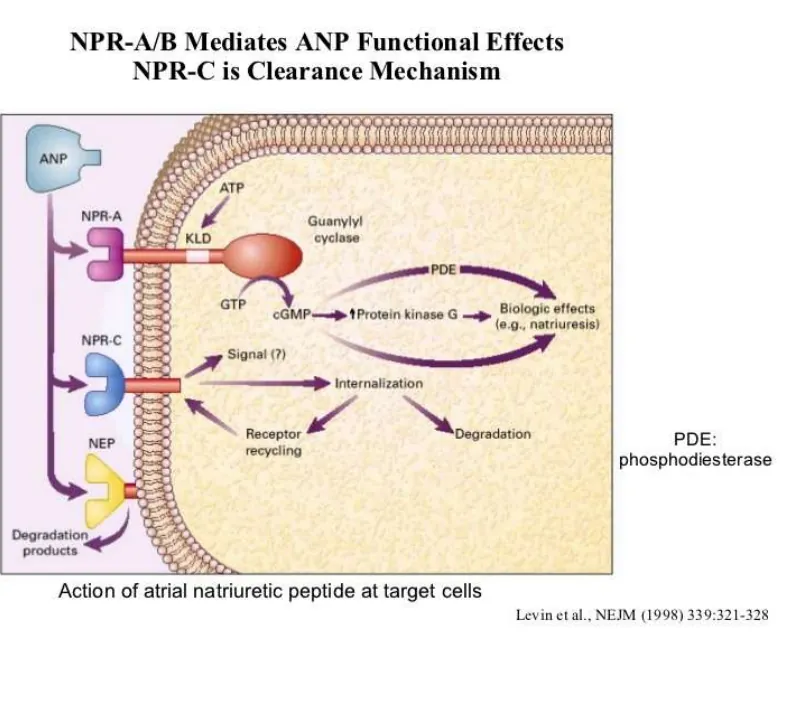 NPR-A/B Mediates ANP Functional Effects
NPR-C is Clearance Mechanism
ANP
NPR-A
ATP
KLD
Guanylyl
cyclase
GTP
cGMP
PDE
↑Protein kinase G
Biologic effects
(e.g., natriuresis)
NPR-C
Signal (?)
Internalization
Receptor
recycling
Degradation
NEP
Degradation
products
PDE:
phosphodiesterase
Action of atrial natriuretic peptide at target cells
Levin et al., NEJM (1998) 339:321-328